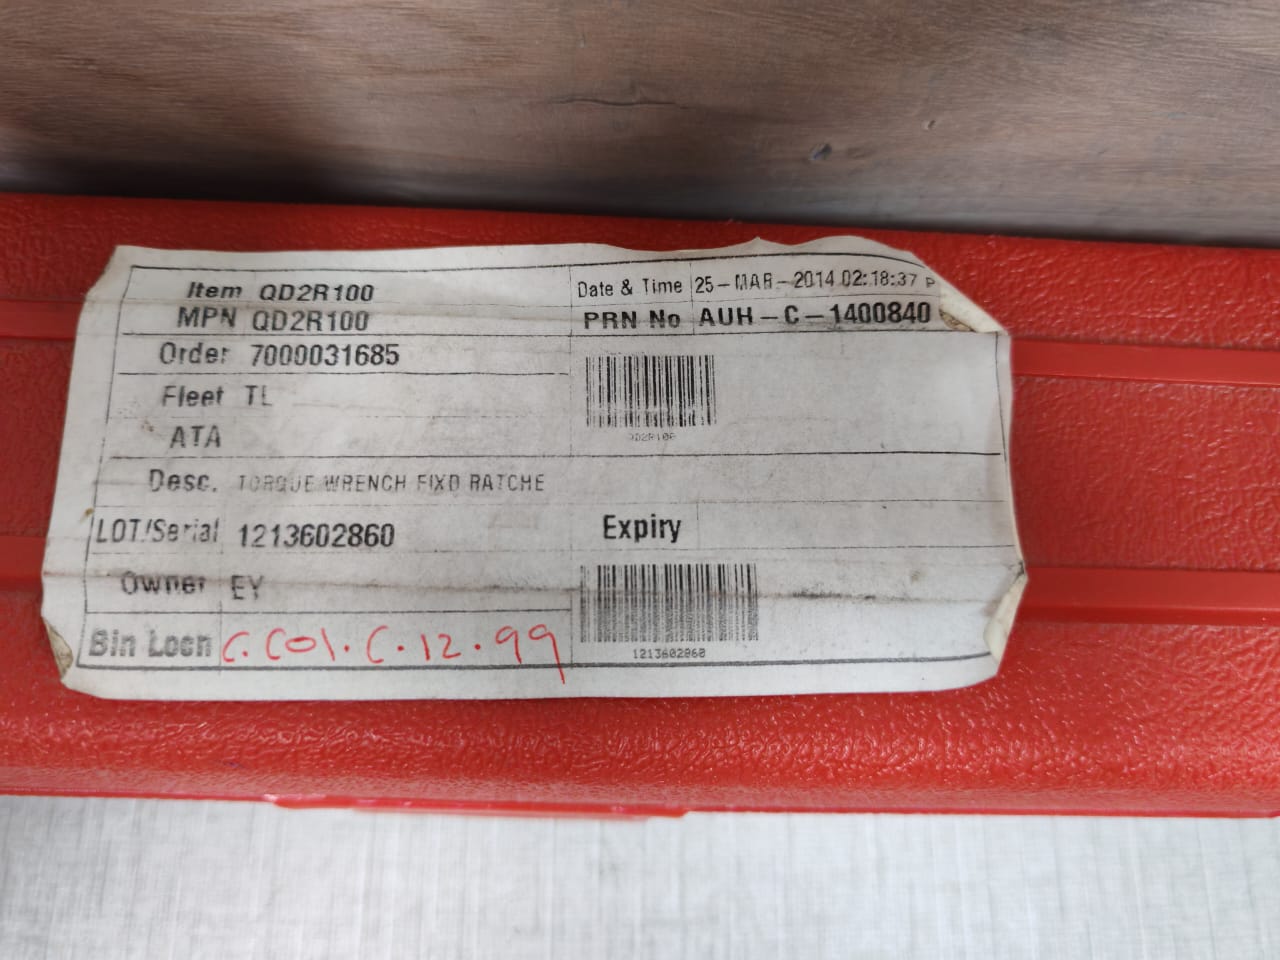 Item QD2R100
Date & Time 25-MAR-2014 02:18:37 P
MPN QD2R100
PRN No AUH-C-1400840
Order 7000031685
Fleet TL
ATA
QD2R100
Desc. TORQUE WRENCH FIXD RATCHE
LOT/Serial 1213602860
Expiry
Owner EY
Bin Locn C.C01.C.12.99
1213602860